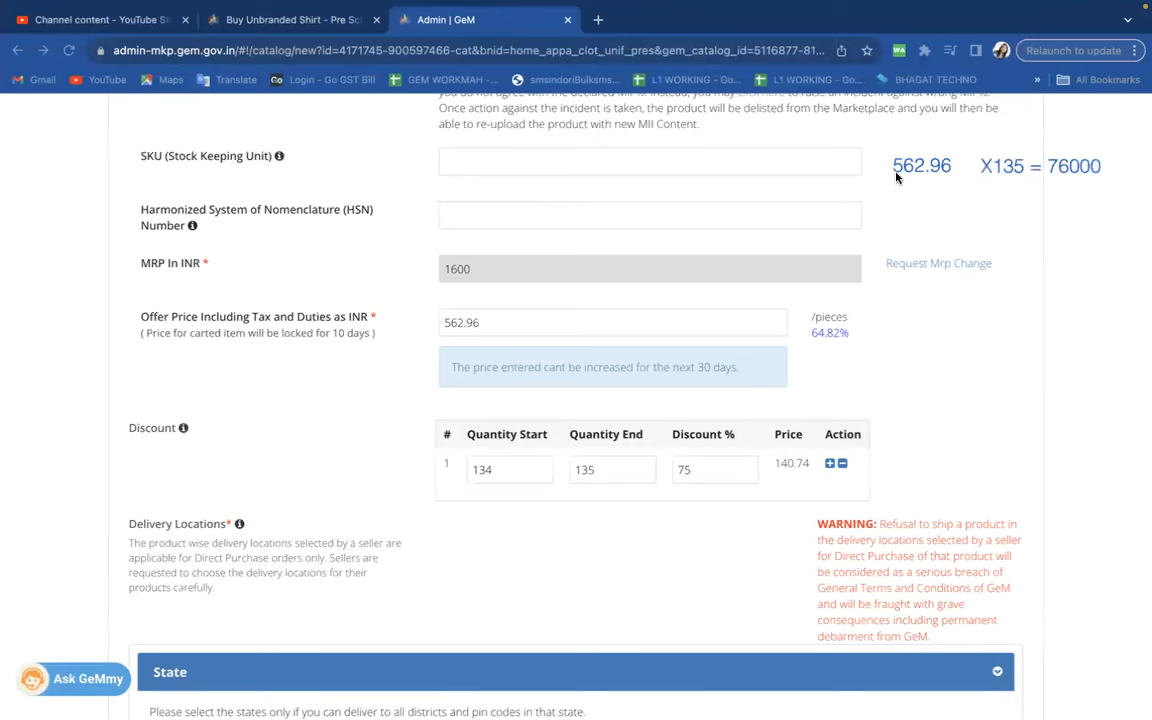 Channel content - YouTube St
Buy Unbranded Shirt - Pre Sc
Admin | GeM
admin-mkp.gem.gov.in/#!/catalog/new?id=4171745-900597466-cat&bnid=home_appa_clot_unif_pres&gem_catalog_id=5116877-81...
Relaunch to update
Gmail
YouTube
Maps
Translate
Login - Go GST Bill
GEM WORKMAH -...
smsindoriBulksms...
L1 WORKING - Go...
L1 WORKING - Go...
BHAGAT TECHNO
»
All Bookmarks
Once action against the incident is taken, the product will be delisted from the Marketplace and you will then be
able to re-upload the product with new MII Content.
SKU (Stock Keeping Unit)
562.96 X135 = 76000
Harmonized System of Nomenclature (HSN)
Number
MRP In INR *
1600
Request Mrp Change
Offer Price Including Tax and Duties as INR *
( Price for carted item will be locked for 10 days )
562.96
/pieces
64.82%
The price entered cant be increased for the next 30 days.
Discount
# Quantity Start Quantity End Discount % Price Action
1 134 135 75 140.74
Delivery Locations*
The product wise delivery locations selected by a seller are
applicable for Direct Purchase orders only. Sellers are
requested to choose the delivery locations for their
products carefully.
WARNING: Refusal to ship a product in
the delivery locations selected by a seller
for Direct Purchase of that product will
be considered as a serious breach of
General Terms and Conditions of GeM
and will be fraught with grave
consequences including permanent
debarment from GeM.
State
Please select the states only if you can deliver to all districts and pin codes in that state.
Ask GeMmy